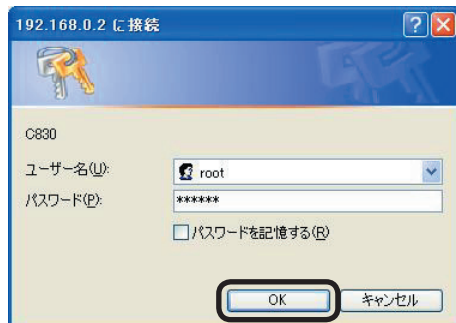 192.168.0.2 に接続
C830
ユーザー名(U):
root
パスワード(P):
******
パスワードを記憶する(R)
OK
キャンセル